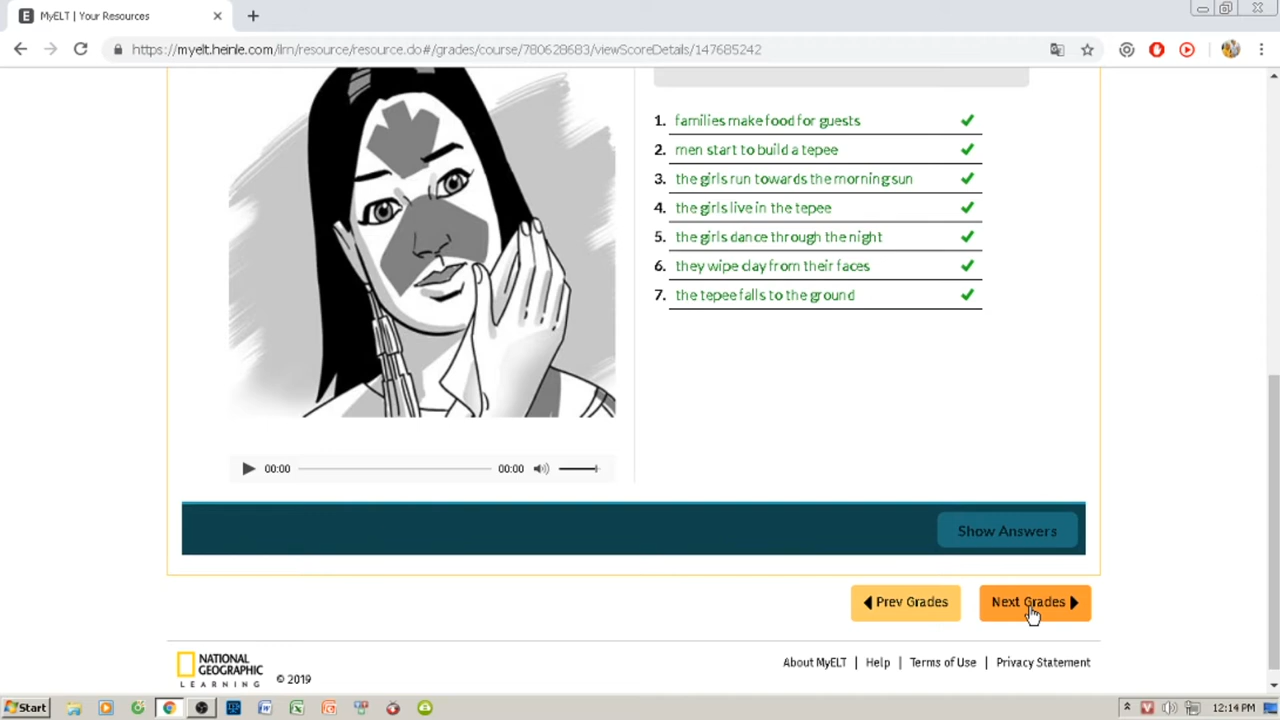 MyELT | Your Resources
https://myelt.heinle.com/ilrn/resource/resource.do#/grades/course/780628683/viewScoreDetails/147685242
1. families make food for guests
2. men start to build a tepee
3. the girls run towards the morning sun
4. the girls live in the tepee
5. the girls dance through the night
6. they wipe clay from their faces
7. the tepee falls to the ground
00:00 00:00
Show Answers
Prev Grades Next Grades
NATIONAL
GEOGRAPHIC
LEARNING
© 2019
About MyELT | Help | Terms of Use | Privacy Statement
Start 12:14 PM